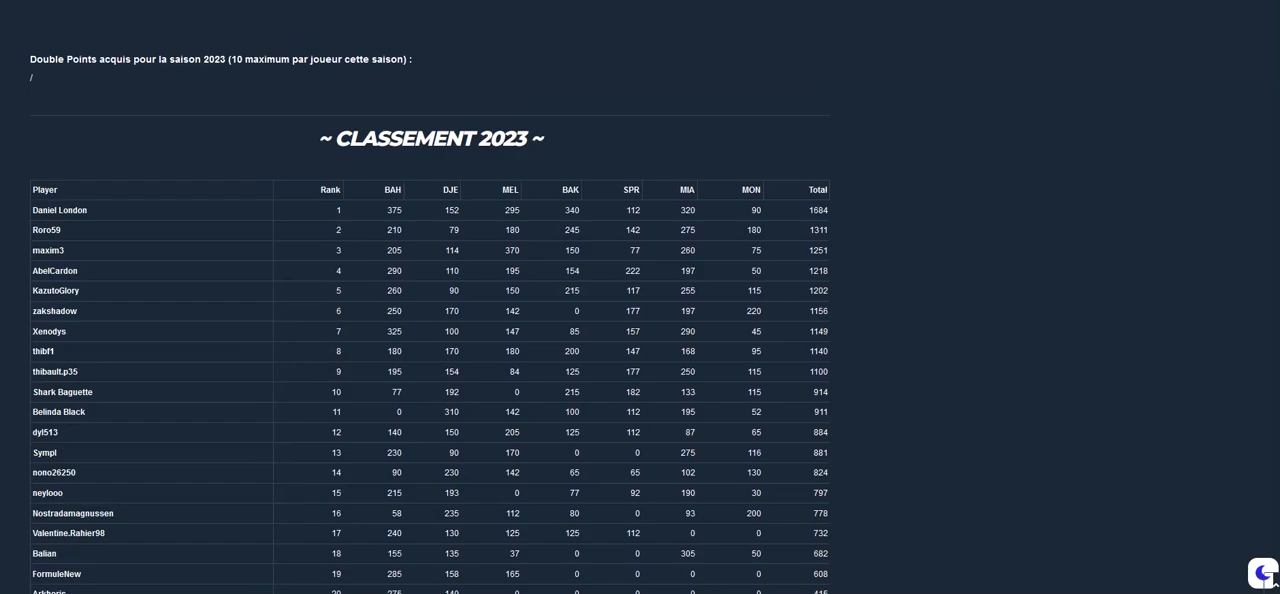 Double Points acquis pour la saison 2023 (10 maximum par joueur cette saison) :
/
~ CLASSEMENT 2023 ~
Player Rank BAH DJE MEL BAK SPR MIA MON Total
Daniel London 1 375 152 295 340 112 320 90 1684
Roro59 2 210 79 180 245 142 275 180 1311
maxim3 3 205 114 370 150 77 260 75 1251
AbelCardon 4 290 110 195 154 222 197 50 1218
KazutoGlory 5 260 90 150 215 117 255 115 1202
zakshadow 6 250 170 142 0 177 197 220 1156
Xenodys 7 325 100 147 85 157 290 45 1149
thibf1 8 180 170 180 200 147 168 95 1140
thibault.p35 9 195 154 84 125 177 250 115 1100
Shark Baguette 10 77 192 0 215 182 133 115 914
Belinda Black 11 0 310 142 100 112 195 52 911
dyl513 12 140 150 205 125 112 87 65 884
Sympl 13 230 90 170 0 0 275 116 881
nono26250 14 90 230 142 65 65 102 130 824
neylooo 15 215 193 0 77 92 190 30 797
Nostradamagnussen 16 58 235 112 80 0 93 200 778
Valentine.Rahier98 17 240 130 125 125 112 0 0 732
Balian 18 155 135 37 0 0 305 50 682
FormuleNew 19 285 158 165 0 0 0 0 608